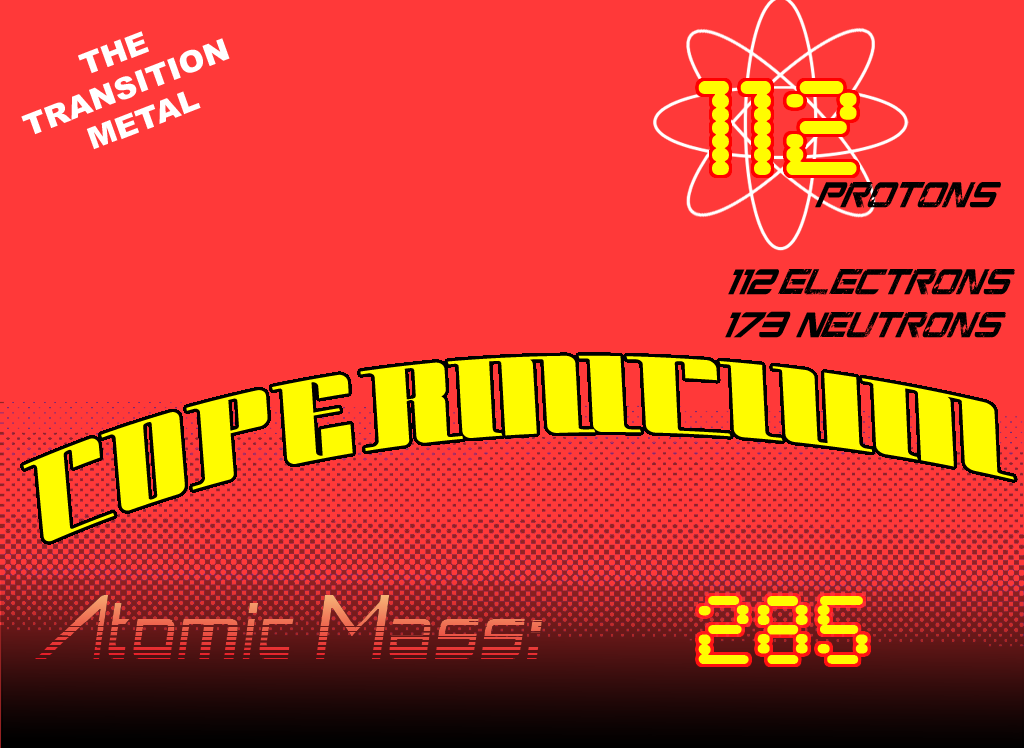 THE
TRANSITION
METAL
112
PROTONS
112 ELECTRONS
173 NEUTRONS
COPERNICIUM
Atomic Mass: 285